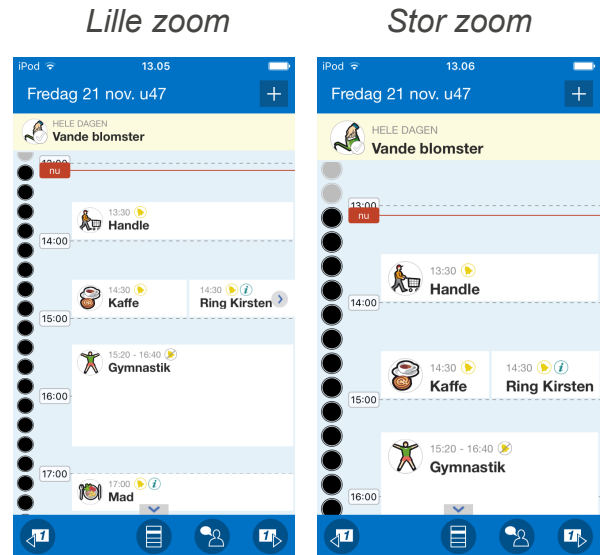 Lille zoom
iPod 13.05
Fredag 21 nov. u47 +
HELE DAGEN
Vande blomster
13:00
nu
13:30
Handle
14:00
14:30
Kaffe
14:30 i
Ring Kirsten
15:00
15:20 - 16:40
Gymnastik
16:00
17:00
17:00 i
Mad
1
1
Stor zoom
iPod 13.06
Fredag 21 nov. u47 +
HELE DAGEN
Vande blomster
13:00
nu
13:30
Handle
14:00
14:30
Kaffe
14:30 i
Ring Kirsten
15:00
15:20 - 16:40
Gymnastik
16:00
1
1